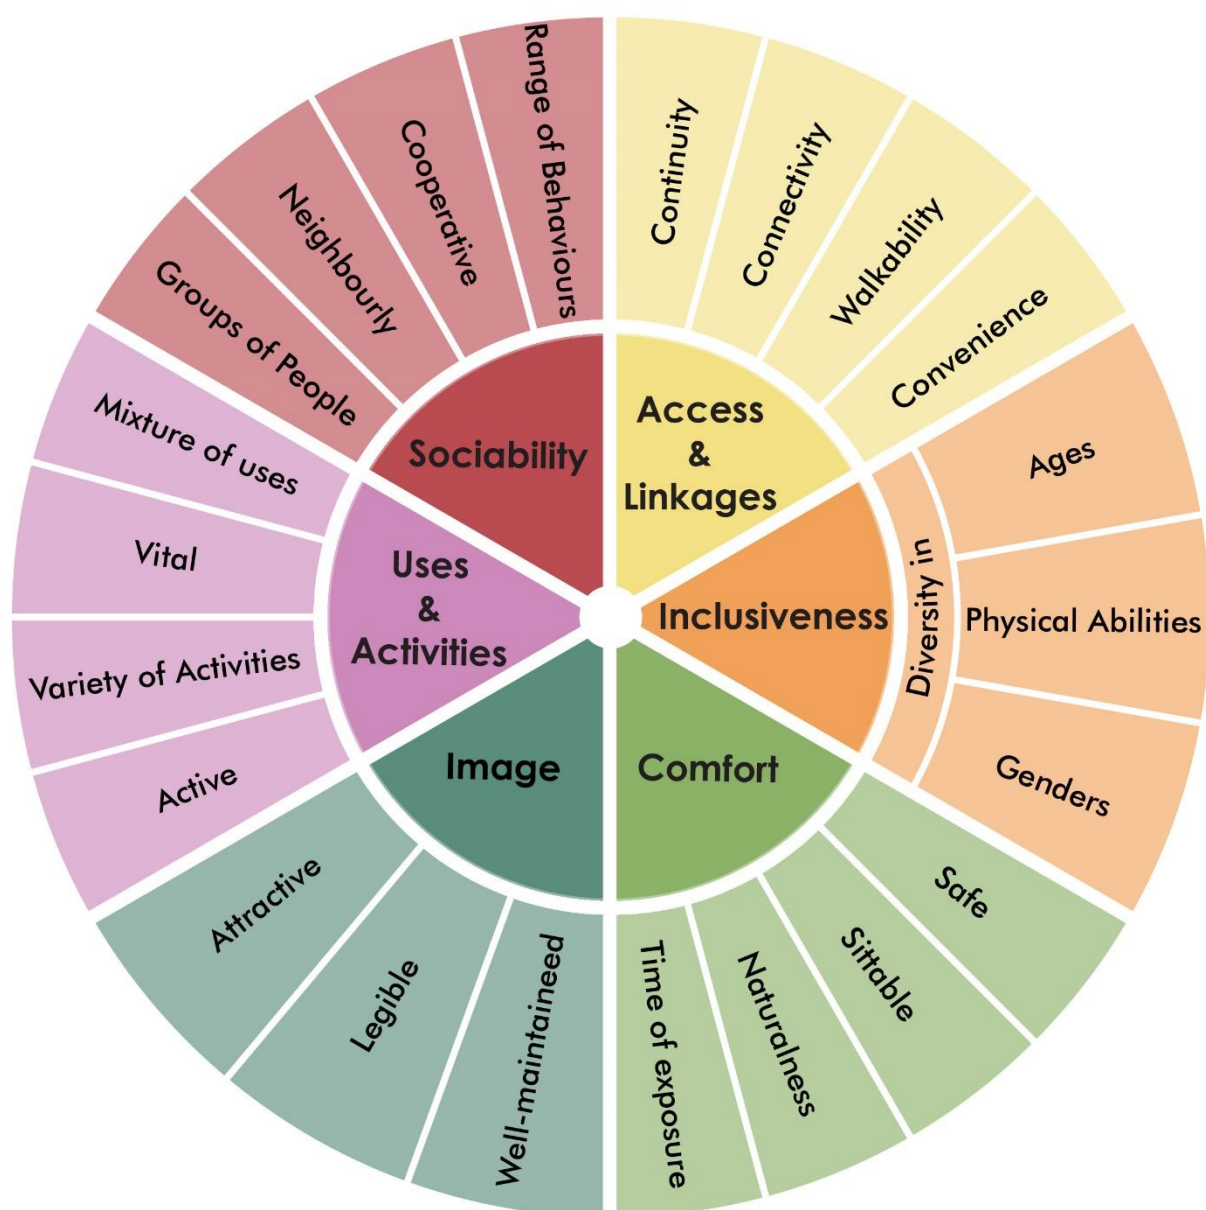 Access
&
Linkages
Continuity
Connectivity
Walkability
Convenience
Inclusiveness
Diversity in
Ages
Physical Abilities
Genders
Comfort
Safe
Sittable
Naturalness
Time of exposure
Image
Well-maintaineed
Legible
Attractive
Uses
&
Activities
Active
Variety of Activities
Vital
Mixture of uses
Sociability
Groups of People
Neighbourly
Cooperative
Range of Behaviours